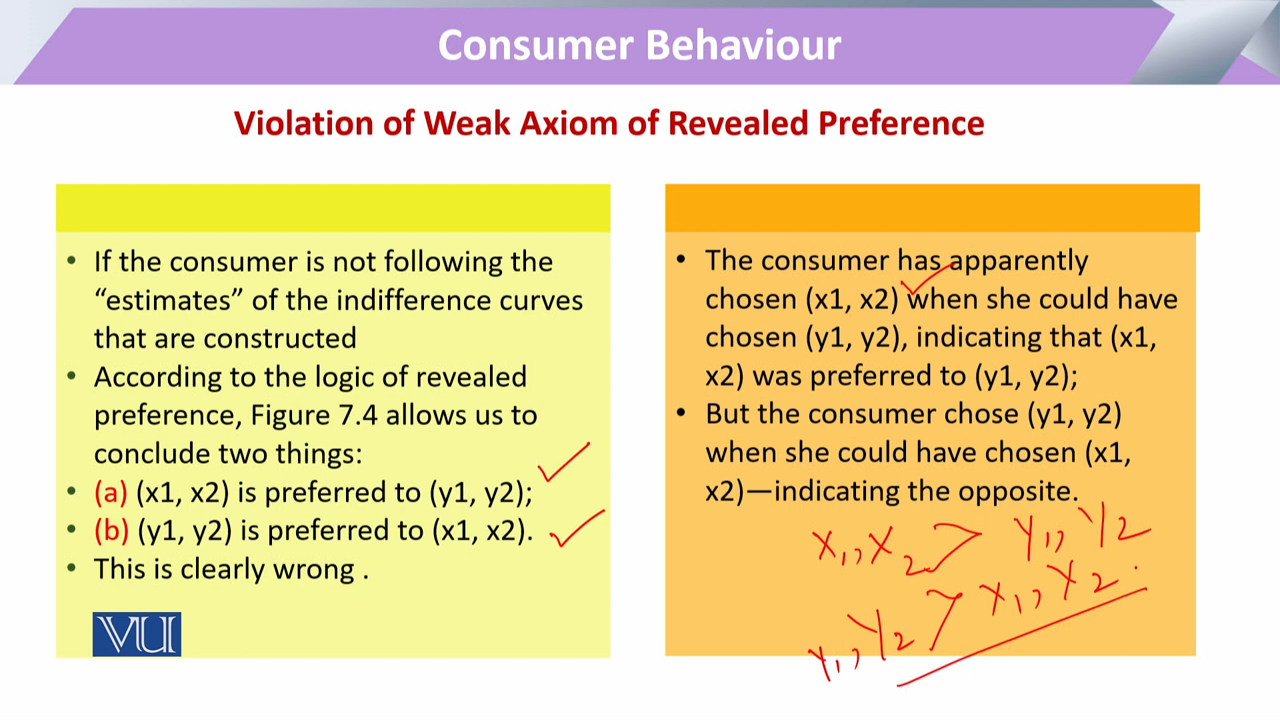 Consumer Behaviour
Violation of Weak Axiom of Revealed Preference
• If the consumer is not following the
“estimates” of the indifference curves
that are constructed
• According to the logic of revealed
preference, Figure 7.4 allows us to
conclude two things:
• (a) (x1, x2) is preferred to (y1, y2);
• (b) (y1, y2) is preferred to (x1, x2).
• This is clearly wrong .
VU
• The consumer has apparently
chosen (x1, x2) when she could have
chosen (y1, y2), indicating that (x1,
x2) was preferred to (y1, y2);
• But the consumer chose (y1, y2)
when she could have chosen (x1,
x2)—indicating the opposite.
x1, x2 > y1, y2
y1, y2 > x1, x2.